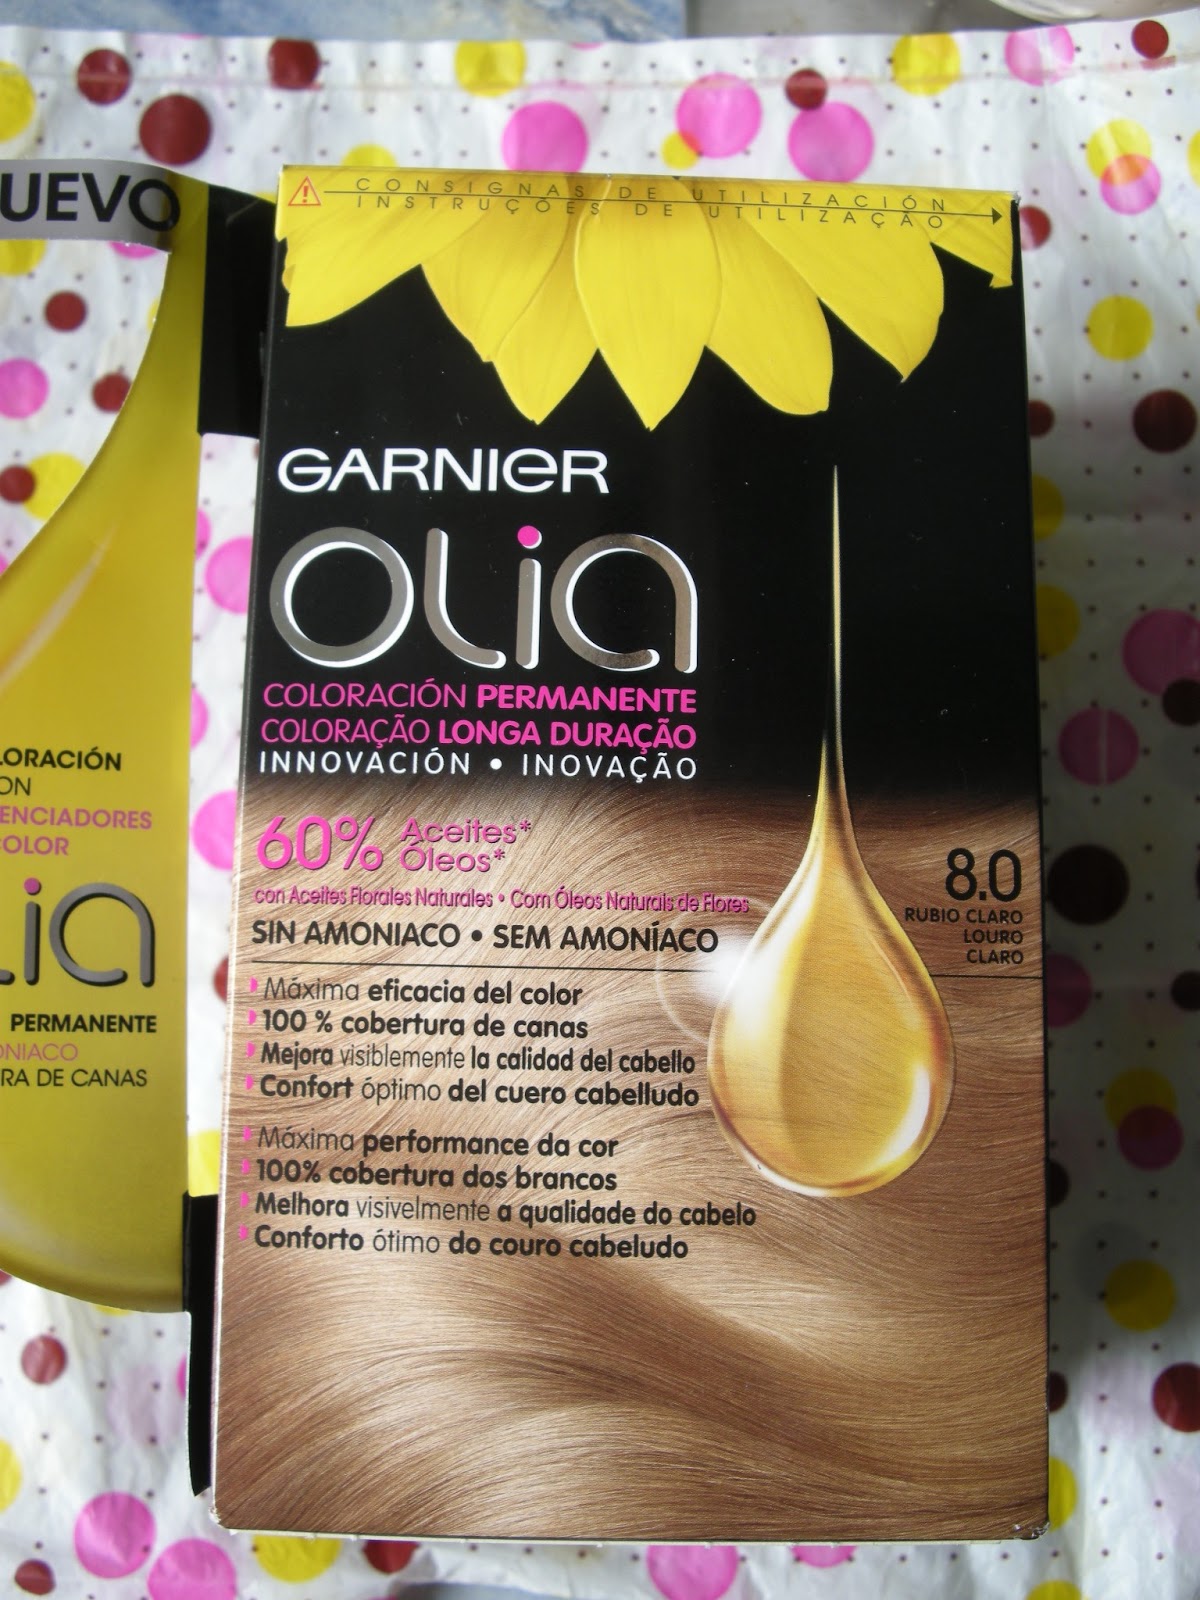 CONSIGNAS DE UTILIZACIÓN
INSTRUÇÕES DE UTILIZAÇÃO
GARNIER
OLIA
COLORACIÓN PERMANENTE
COLORAÇÃO LONGA DURAÇÃO
INNOVACIÓN • INOVAÇÃO
60% Aceites*
Óleos*
con Aceites Florales Naturales • Com Óleos Naturais de Flores
SIN AMONIACO • SEM AMONÍACO
8.0
RUBIO CLARO
LOURO
CLARO
Máxima eficacia del color
100 % cobertura de canas
Mejora visiblemente la calidad del cabello
Confort óptimo del cuero cabelludo
Máxima performance da cor
100% cobertura dos brancos
Melhora visivelmente a qualidade do cabelo
Conforto ótimo do couro cabeludo
UEVO
LORACIÓN
ON
ENCIADORES
COLOR
LIA
PERMANENTE
ONIACO
RA DE CANAS